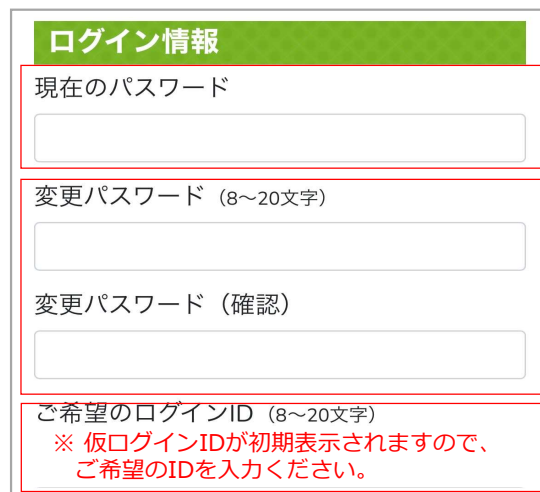 ログイン情報
現在のパスワード
変更パスワード（8～20文字）
変更パスワード（確認）
ご希望のログインID（8～20文字）
※ 仮ログインIDが初期表示されますので、
ご希望のIDを入力ください。